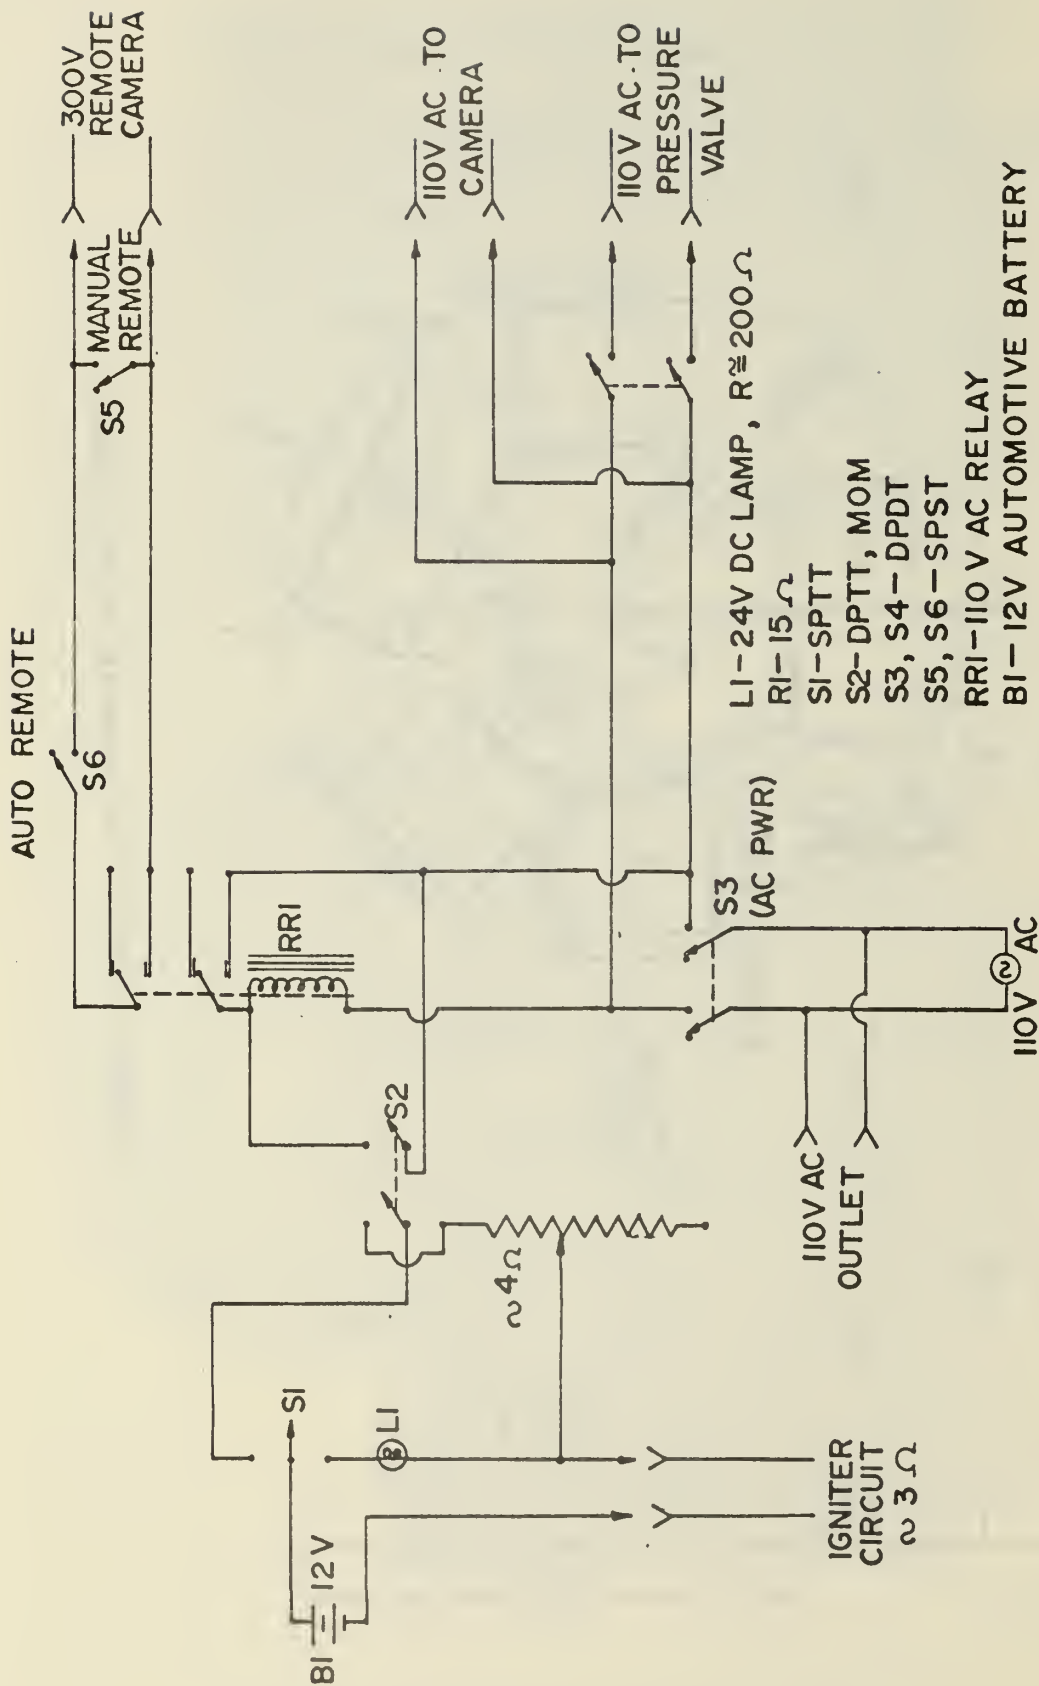 AUTO REMOTE
S6
MANUAL
REMOTE
S5
300V
REMOTE
CAMERA
110V AC TO
CAMERA
110V AC TO
PRESSURE
VALVE
RR1
S2
S1
L1
B1
12V
~4Ω
IGNITER
CIRCUIT
~3Ω
S3
(AC PWR)
110V AC
OUTLET
110V AC
L1-24V DC LAMP, R≅200Ω
R1-15Ω
S1-SPTT
S2-DPTT, MOM
S3, S4-DPDT
S5, S6-SPST
RR1-110V AC RELAY
B1-12V AUTOMOTIVE BATTERY